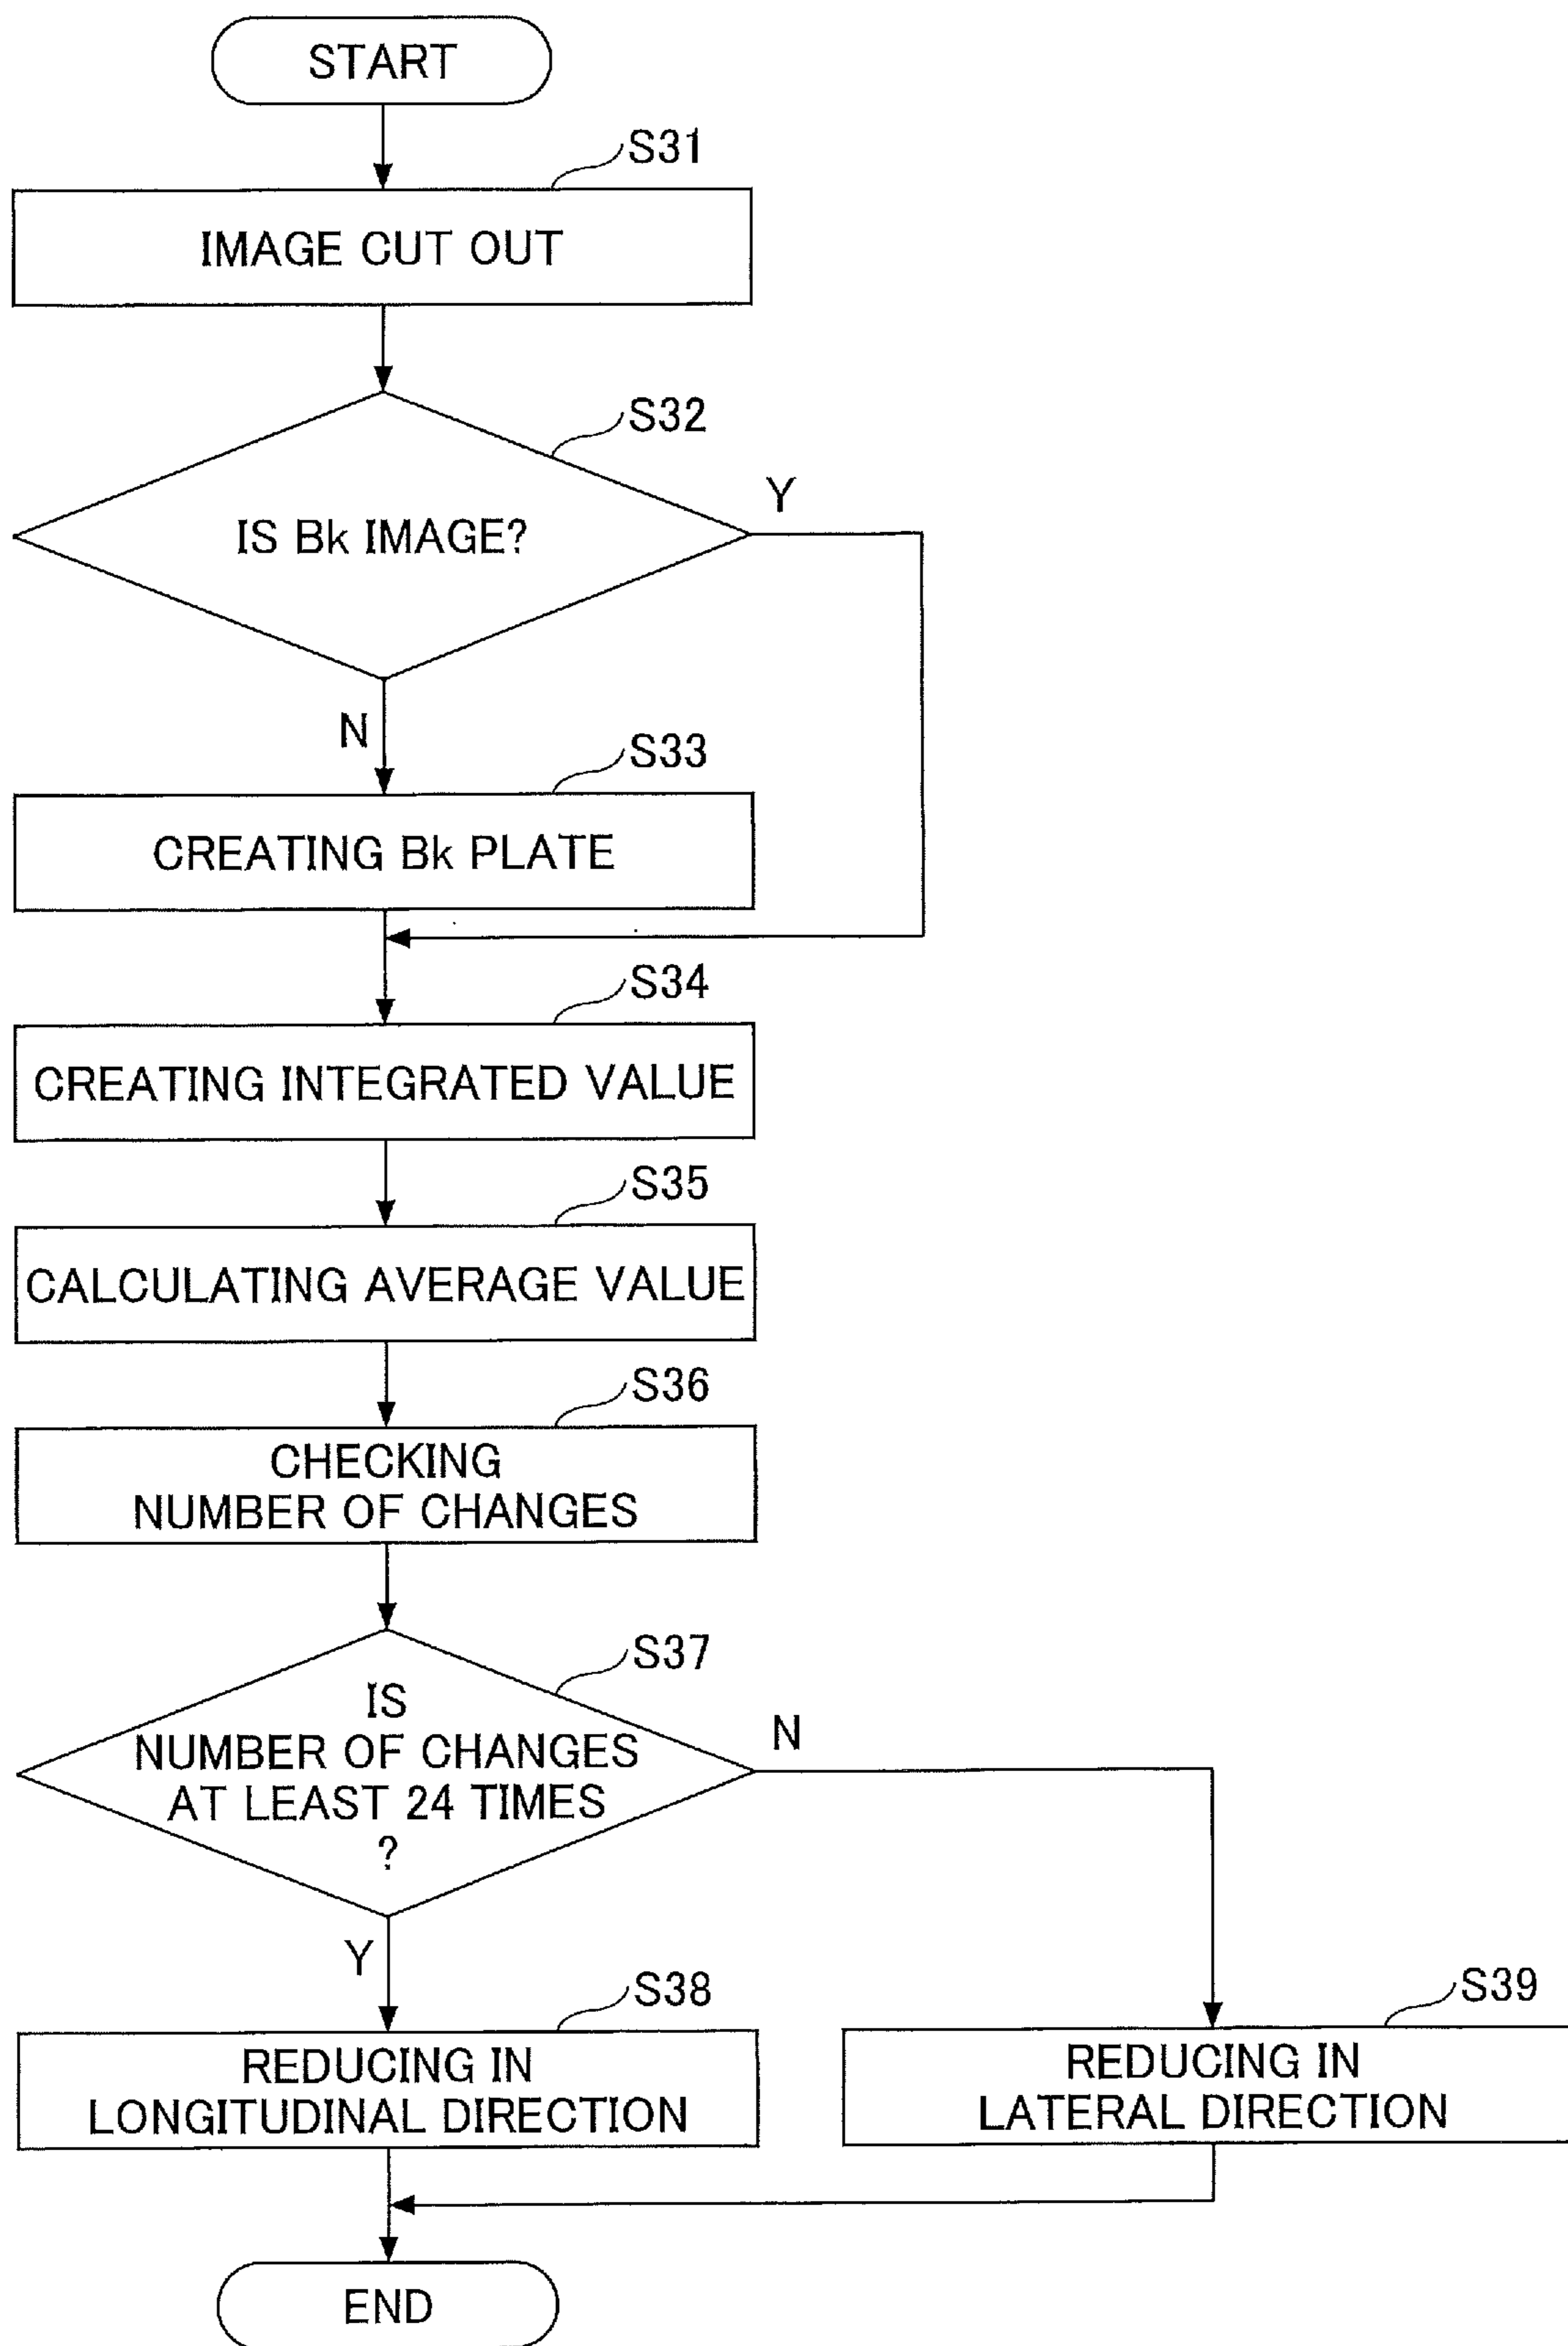 START
S31
IMAGE CUT OUT
S32
IS Bk IMAGE?
Y
N
S33
CREATING Bk PLATE
S34
CREATING INTEGRATED VALUE
S35
CALCULATING AVERAGE VALUE
S36
CHECKING
NUMBER OF CHANGES
S37
IS
NUMBER OF CHANGES
AT LEAST 24 TIMES
?
N
Y
S38
REDUCING IN
LONGITUDINAL DIRECTION
S39
REDUCING IN
LATERAL DIRECTION
END